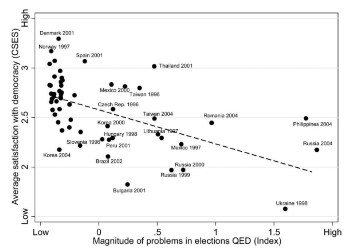 High
Denmark 2001
Norway 1997
Spain 2001
Thailand 2001
3
Mexico 2000
Taiwan 1996
Czech Rep. 1996
Taiwan 2004
Romania 2004
Philippines 2004
2.5
Korea 2000
Lithuania 1997
Hungary 1998
Slovenia 1996
Peru 2001
Mexico 1997
Russia 2004
Korea 2004
Brazil 2002
2
Russia 2000
Russia 1999
Bulgaria 2001
Ukraine 1998
Low
Average satisfaction with democracy (CSES)
Low
0
.5
1
1.5
High
Magnitude of problems in elections QED (Index)